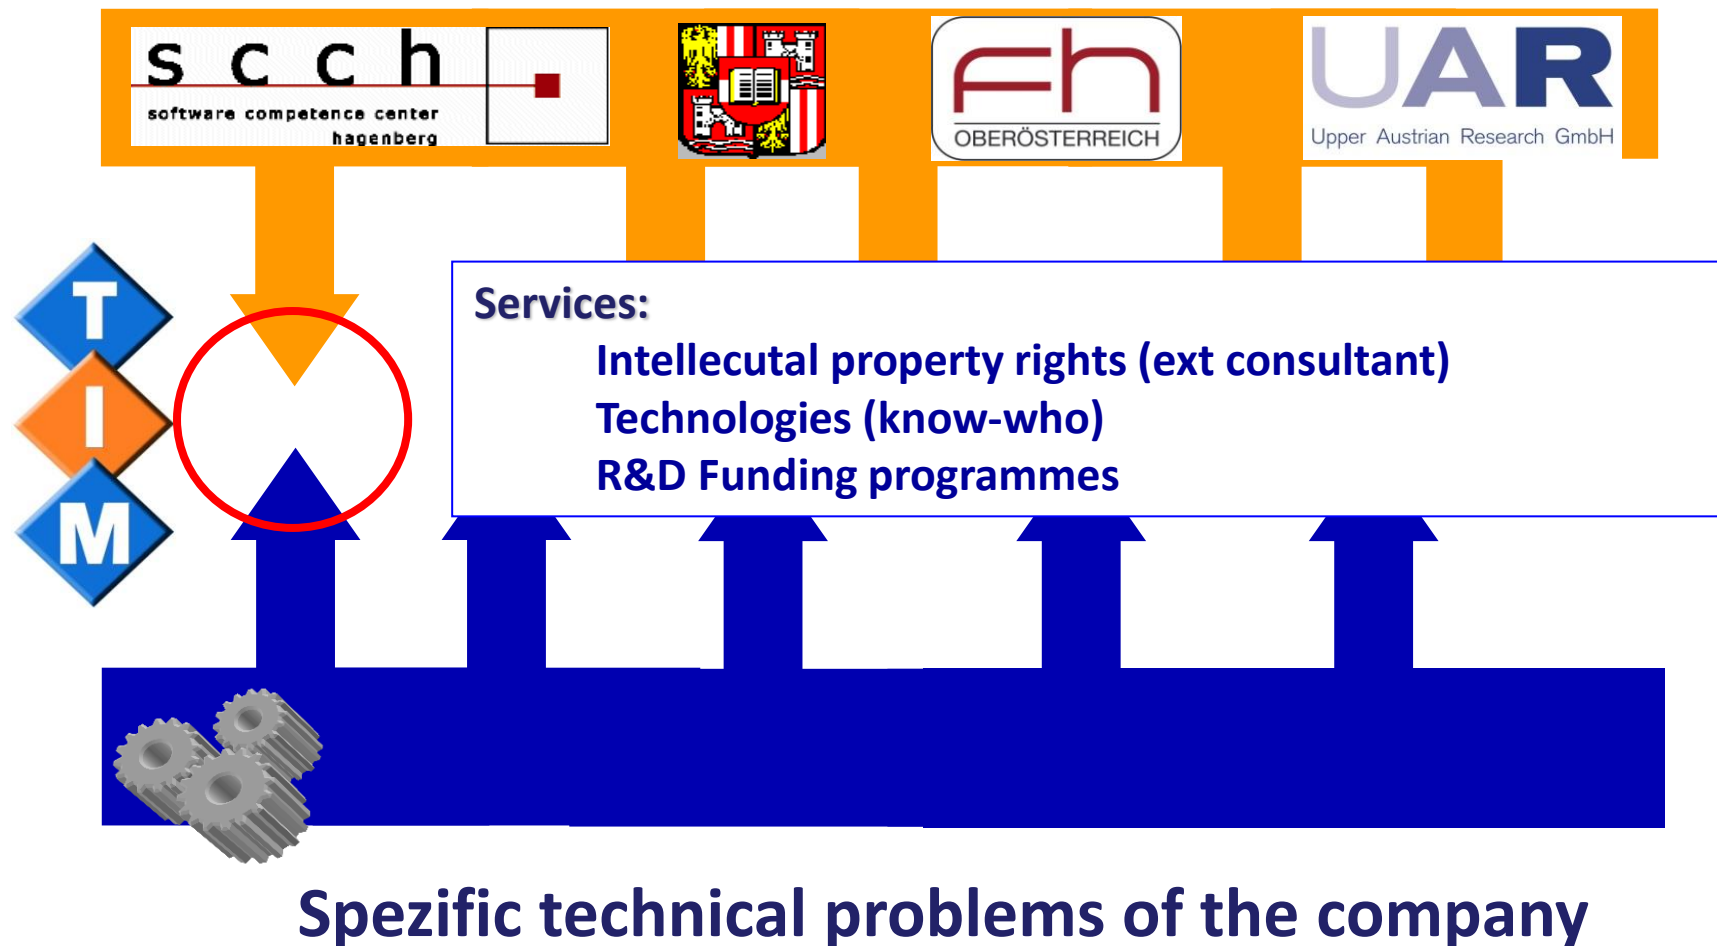 s c c h
software competence center
hagenberg
fh
OBERÖSTERREICH
UAR
Upper Austrian Research GmbH
T
I
M
Services:
Intellecutal property rights (ext consultant)
Technologies (know-who)
R&D Funding programmes
Spezific technical problems of the company